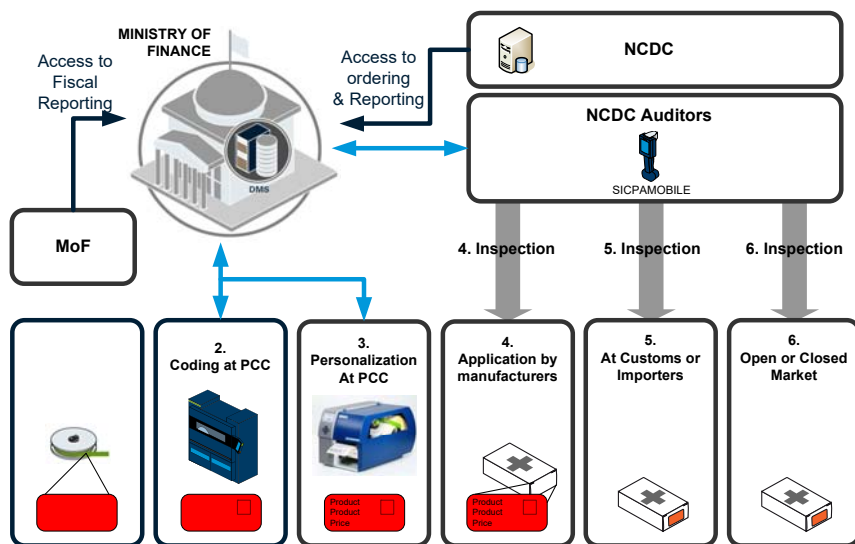 MINISTRY OF
FINANCE
Access to
Fiscal
Reporting
Access to
ordering
& Reporting
NCDC
NCDC Auditors
SICPAMOBILE
DMS
MoF
4. Inspection
5. Inspection
6. Inspection
2.
Coding at PCC
3.
Personalization
At PCC
4.
Application by
manufacturers
5.
At Customs or
Importers
6.
Open or Closed
Market
Product
Product
Price
Product
Product
Price